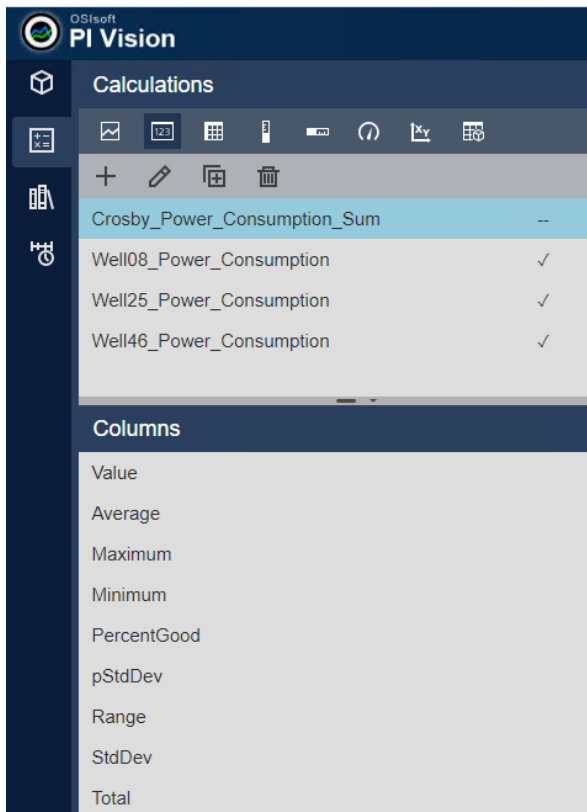 OSIsoft
PI Vision
Calculations
123
XY
Crosby_Power_Consumption_Sum --
Well08_Power_Consumption ✓
Well25_Power_Consumption ✓
Well46_Power_Consumption ✓
Columns
Value
Average
Maximum
Minimum
PercentGood
pStdDev
Range
StdDev
Total